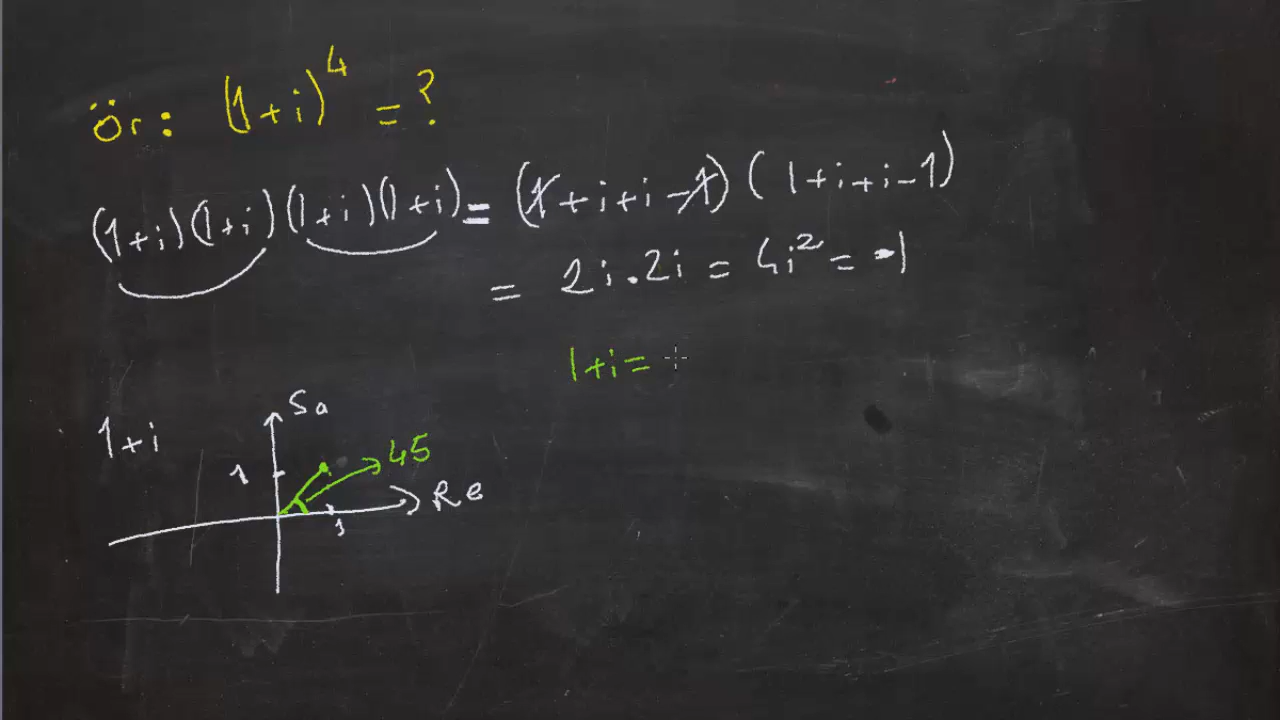 Ör: (1+i)^4 = ?
(1+i)(1+i)(1+i)(1+i) = (1+i+i-1)(1+i+i-1)
= 2i.2i = 4i² = -1
1+i=
1+i
Sa
45
1
Re
1